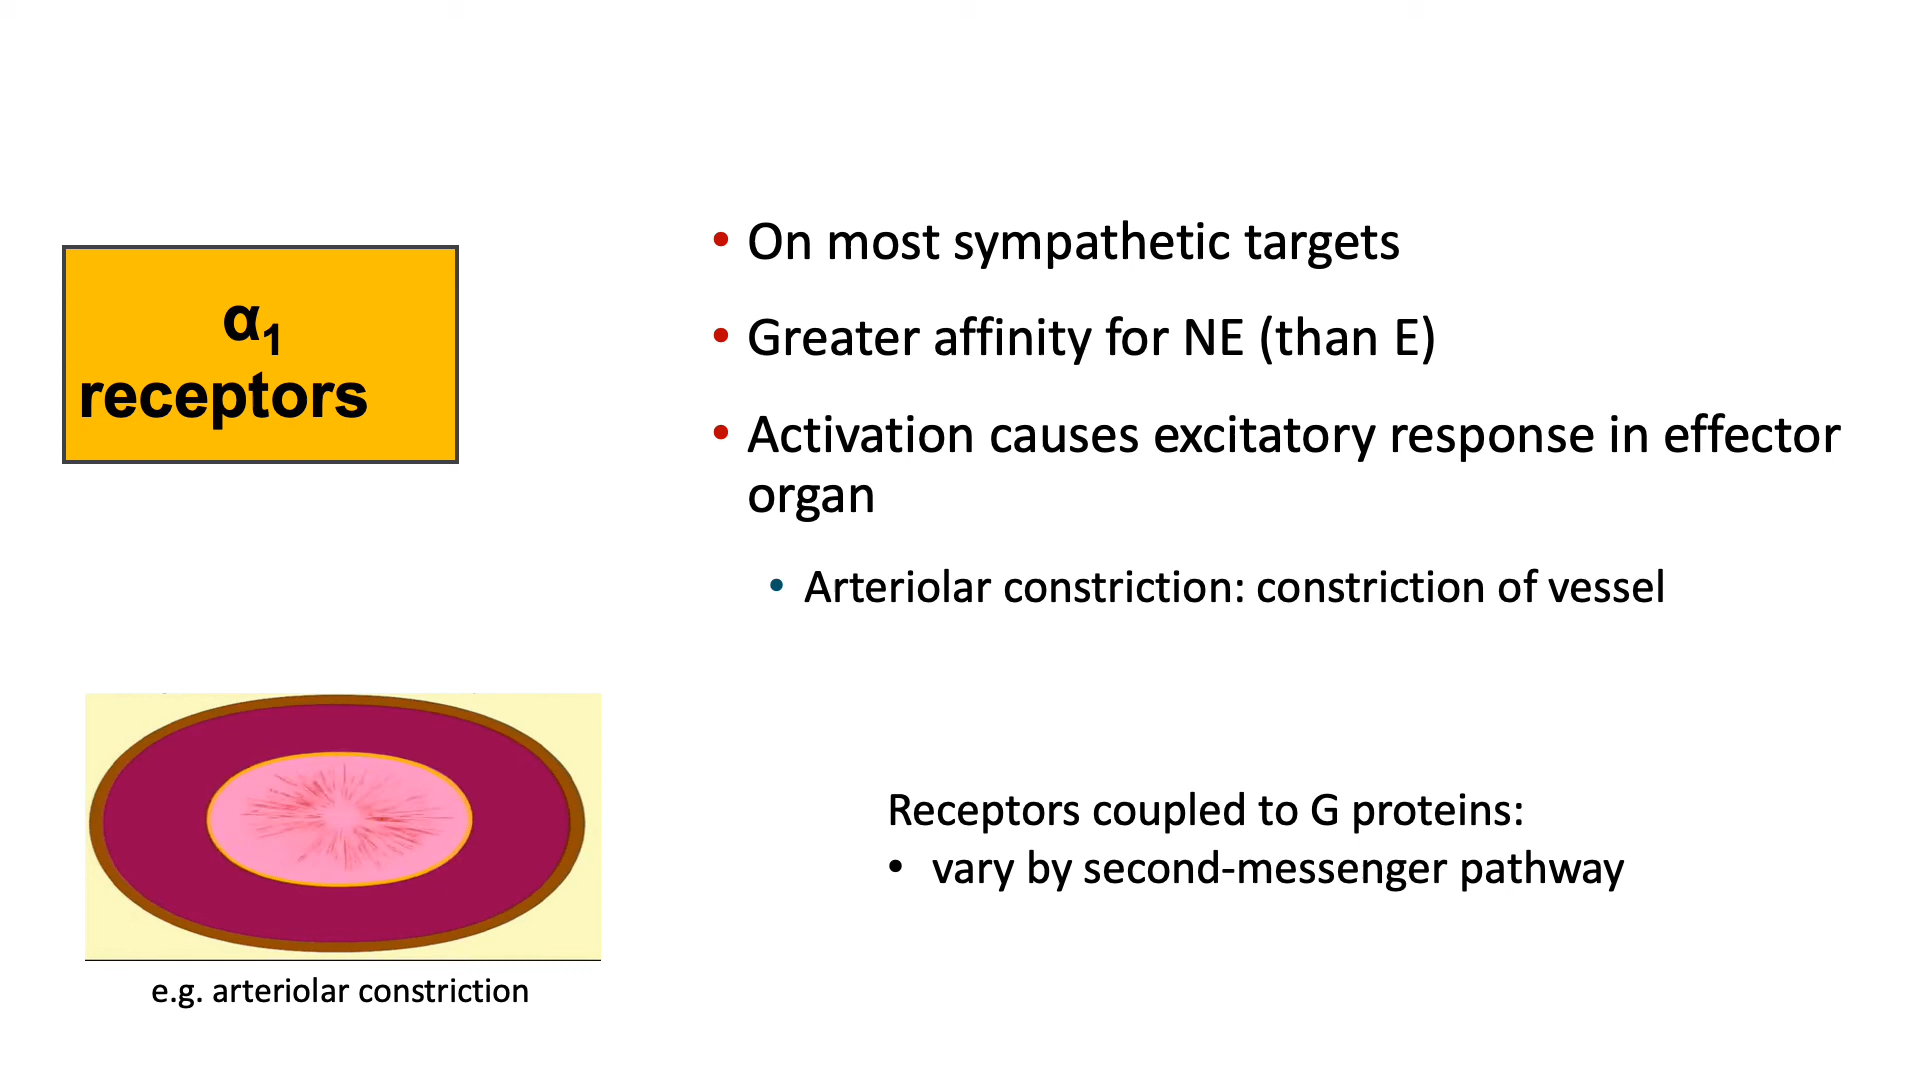 α₁
receptors
• On most sympathetic targets
• Greater affinity for NE (than E)
• Activation causes excitatory response in effector
organ
• Arteriolar constriction: constriction of vessel
Receptors coupled to G proteins:
• vary by second-messenger pathway
e.g. arteriolar constriction